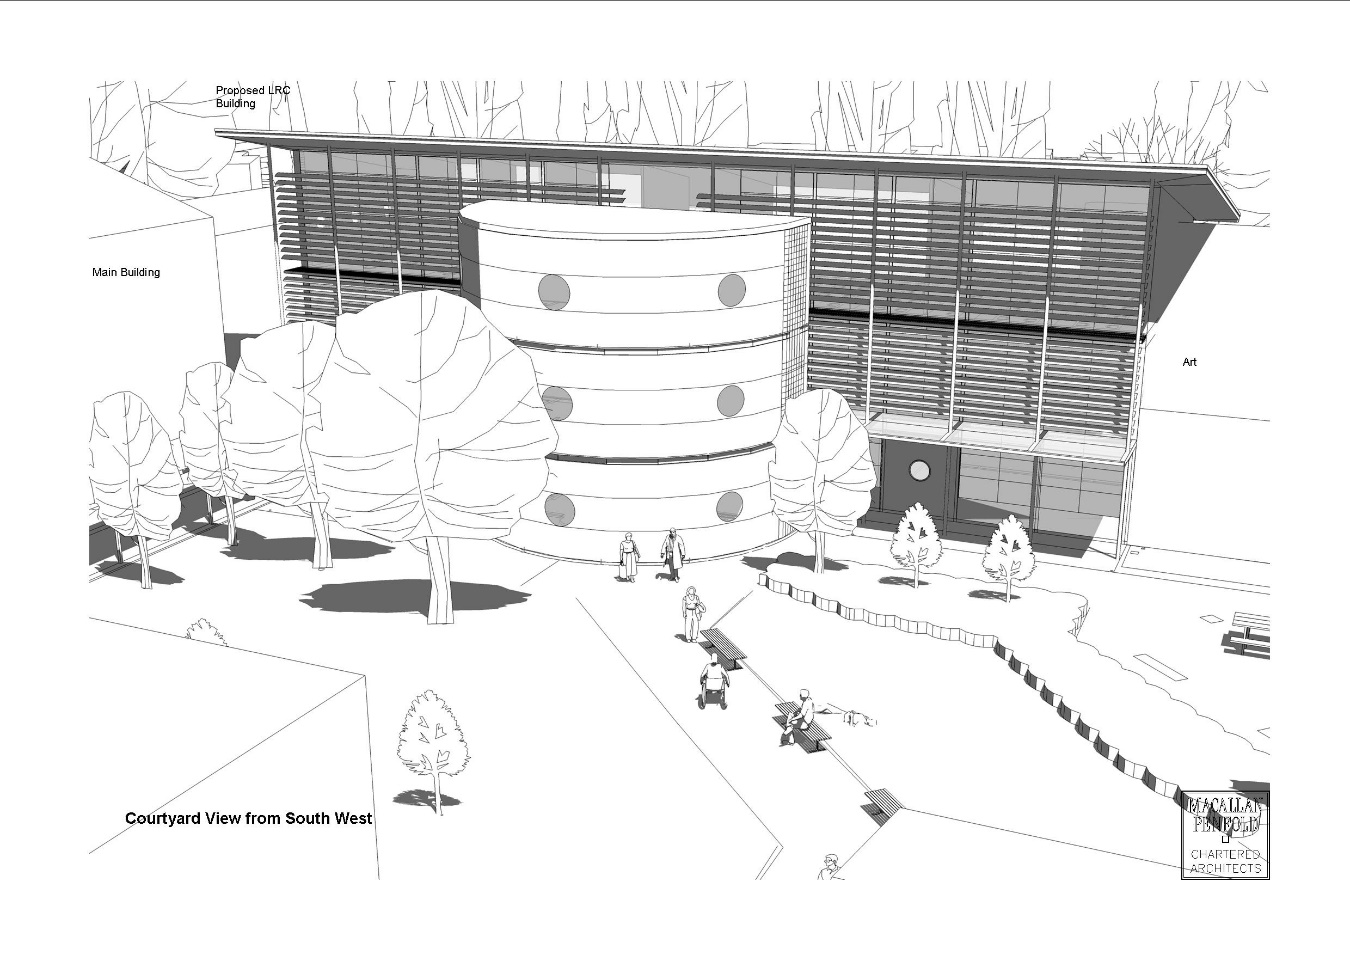 Proposed LRC
Building
Main Building
Art
Courtyard View from South West
MACALLAN
PENFOLD
CHARTERED
ARCHITECTS